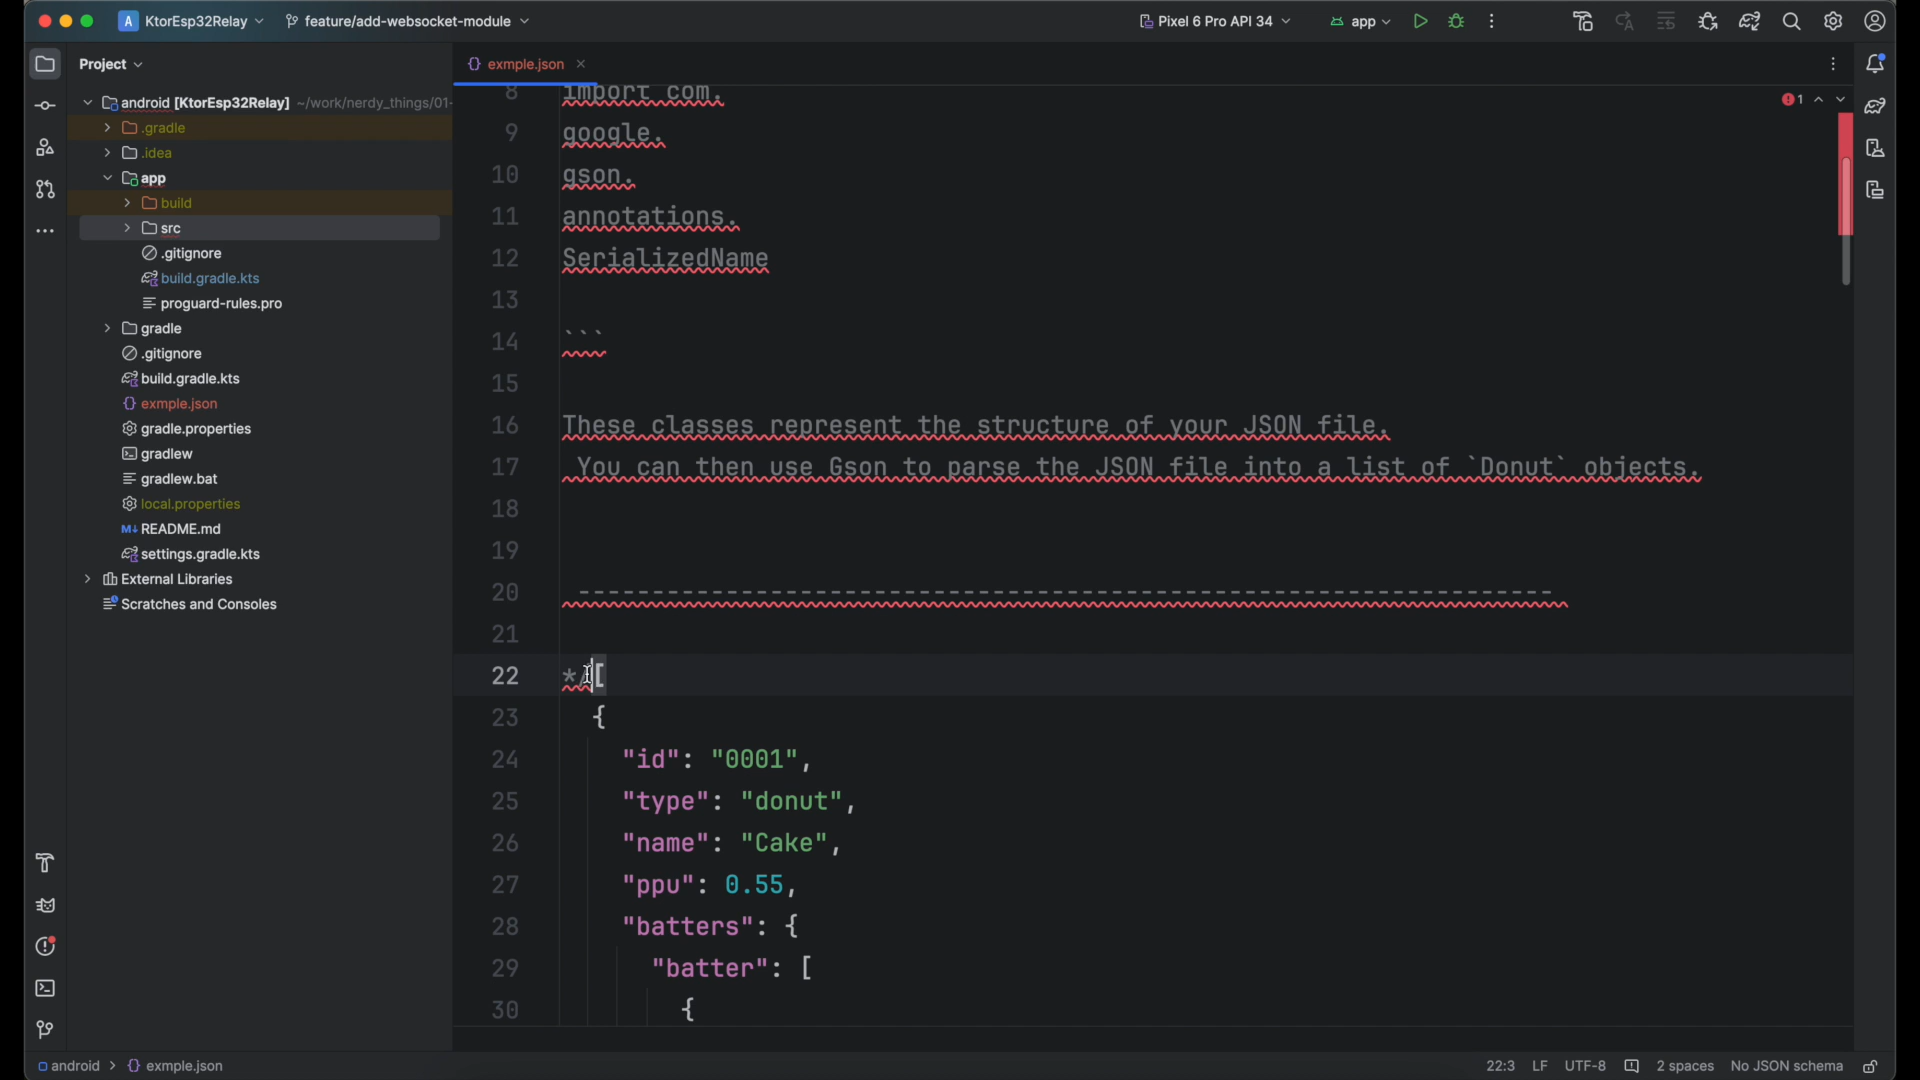 A KtorEsp32Relay feature/add-websocket-module Pixel 6 Pro API 34 app
Project
exmple.json
android [KtorEsp32Relay] ~/work/nerdy_things/01-
.gradle
.idea
app
build
src
.gitignore
build.gradle.kts
proguard-rules.pro
gradle
.gitignore
build.gradle.kts
exmple.json
gradle.properties
gradlew
gradlew.bat
local.properties
README.md
settings.gradle.kts
External Libraries
Scratches and Consoles
1
8 import com.
9 google.
10 gson.
11 annotations.
12 SerializedName
13
14 ```
15
16 These classes represent the structure of your JSON file.
17 You can then use Gson to parse the JSON file into a list of `Donut` objects.
18
19
20 ------------------------------------------------------------------
21
22 */[
23 {
24 "id": "0001",
25 "type": "donut",
26 "name": "Cake",
27 "ppu": 0.55,
28 "batters": {
29 "batter": [
30 {
android > {} exmple.json 22:3 LF UTF-8 2 spaces No JSON schema